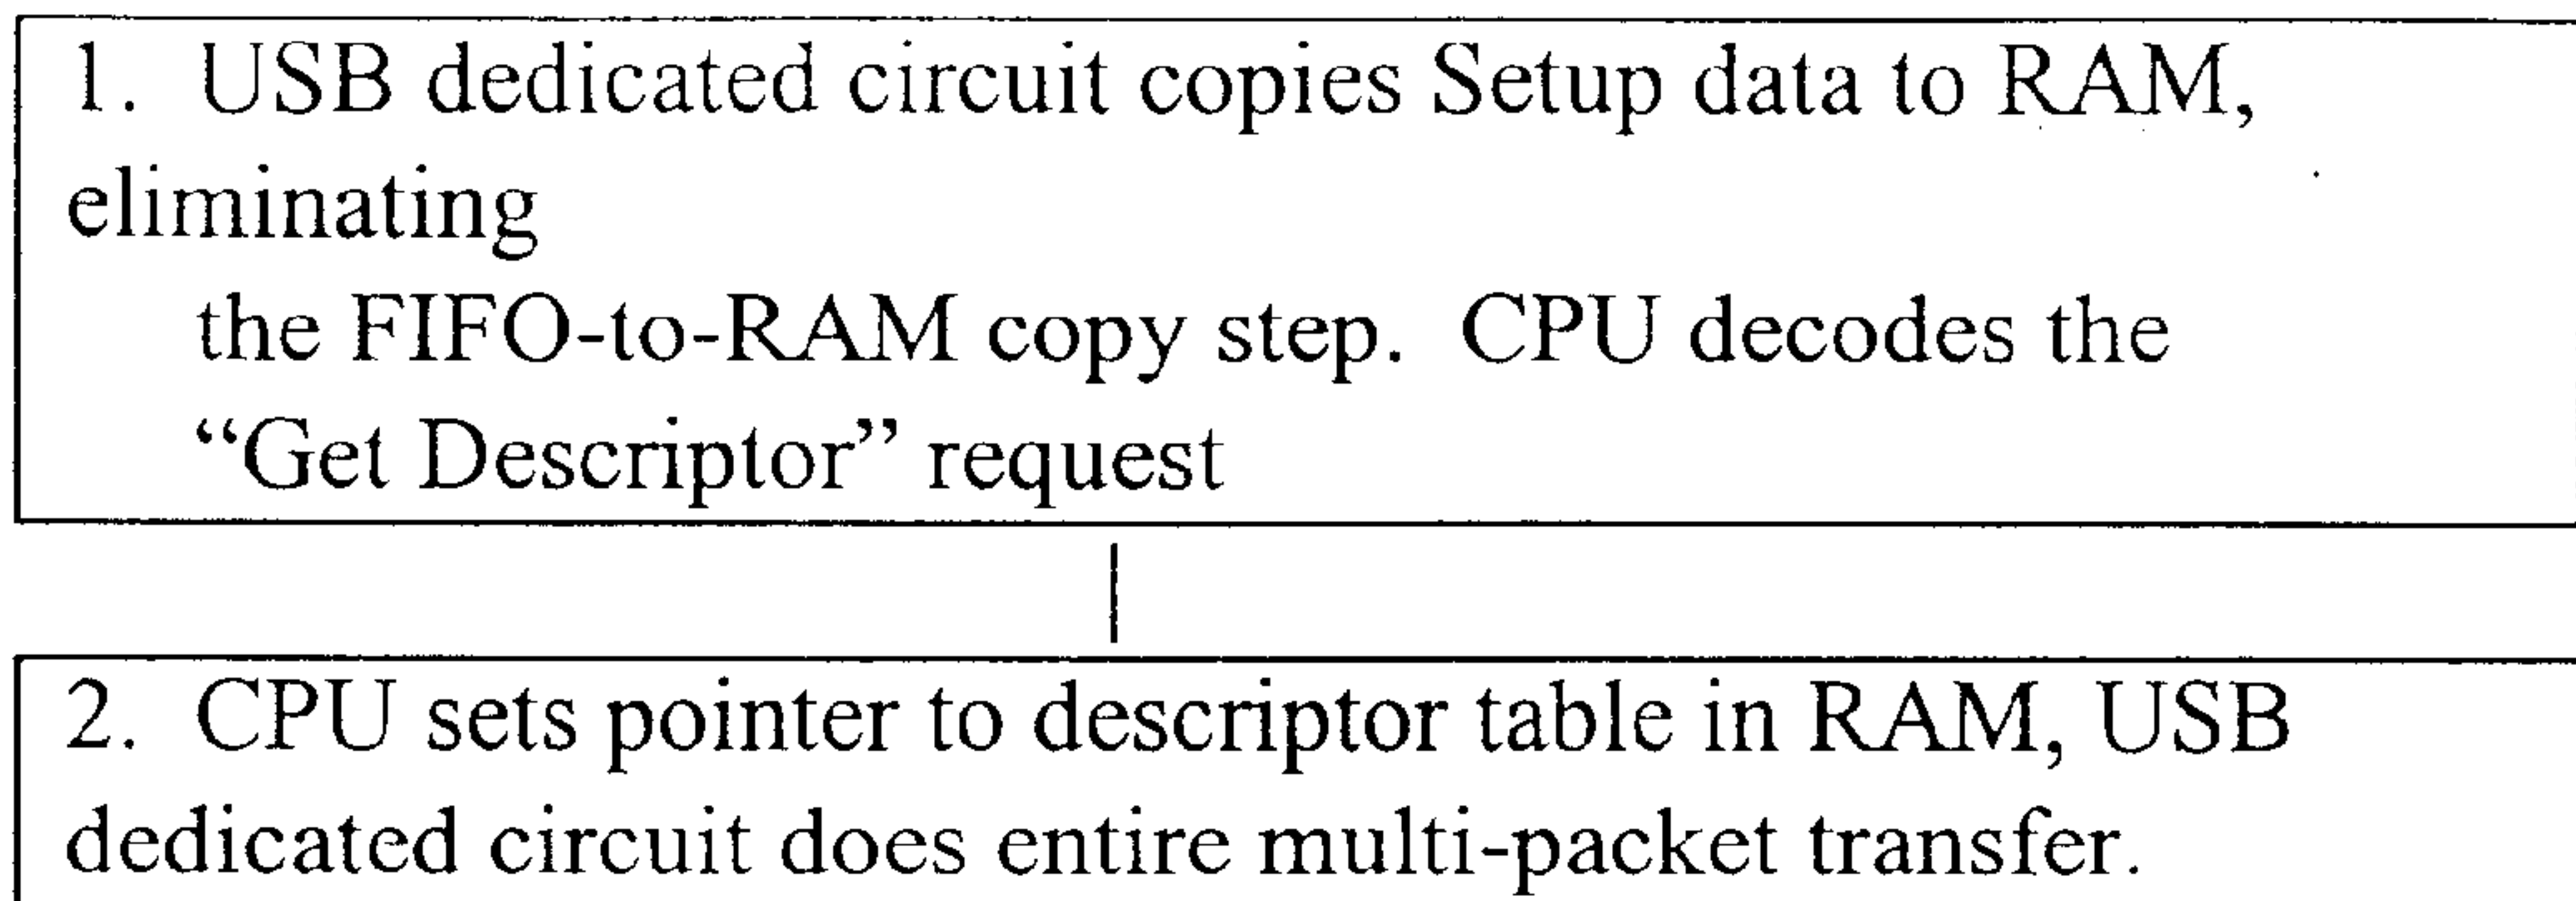 1. USB dedicated circuit copies Setup data to RAM,
eliminating
the FIFO-to-RAM copy step. CPU decodes the
“Get Descriptor” request
2. CPU sets pointer to descriptor table in RAM, USB
dedicated circuit does entire multi-packet transfer.